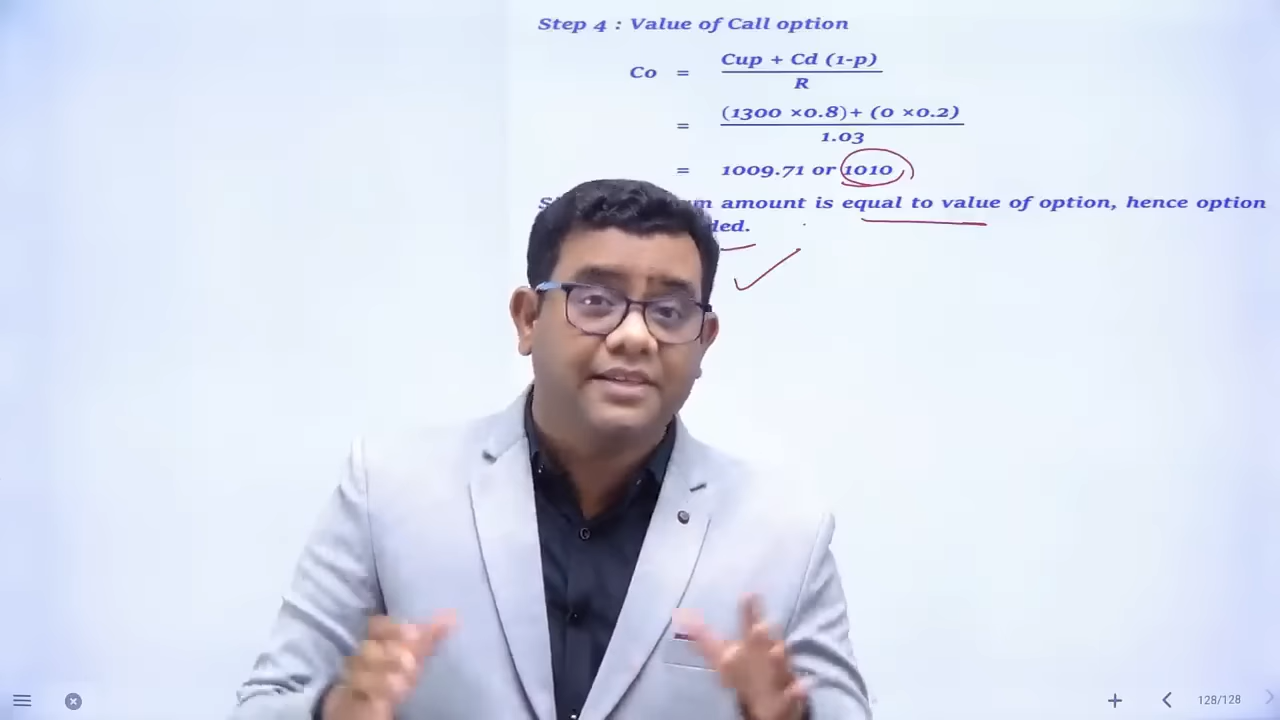 Step 4 : Value of Call option
Co = Cup + Cd (1-p)
R
= (1300 ×0.8)+ (0 ×0.2)
1.03
= 1009.71 or 1010
amount is equal to value of option, hence option
128/128